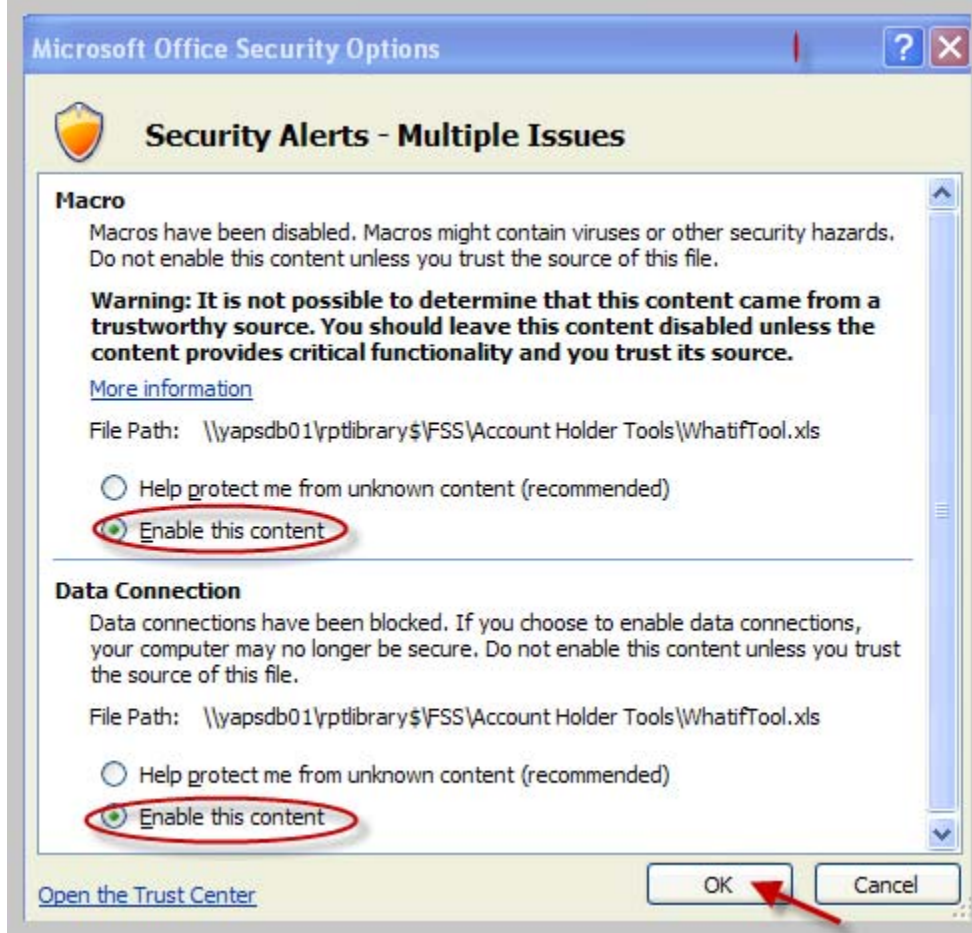 Microsoft Office Security Options
Security Alerts - Multiple Issues
Macro
Macros have been disabled. Macros might contain viruses or other security hazards.
Do not enable this content unless you trust the source of this file.
Warning: It is not possible to determine that this content came from a
trustworthy source. You should leave this content disabled unless the
content provides critical functionality and you trust its source.
More information
File Path: \\yapsdb01\rptlibrary$\FSS\Account Holder Tools\WhatifTool.xls
Help protect me from unknown content (recommended)
Enable this content
Data Connection
Data connections have been blocked. If you choose to enable data connections,
your computer may no longer be secure. Do not enable this content unless you trust
the source of this file.
File Path: \\yapsdb01\rptlibrary$\FSS\Account Holder Tools\WhatifTool.xls
Help protect me from unknown content (recommended)
Enable this content
Open the Trust Center
OK
Cancel